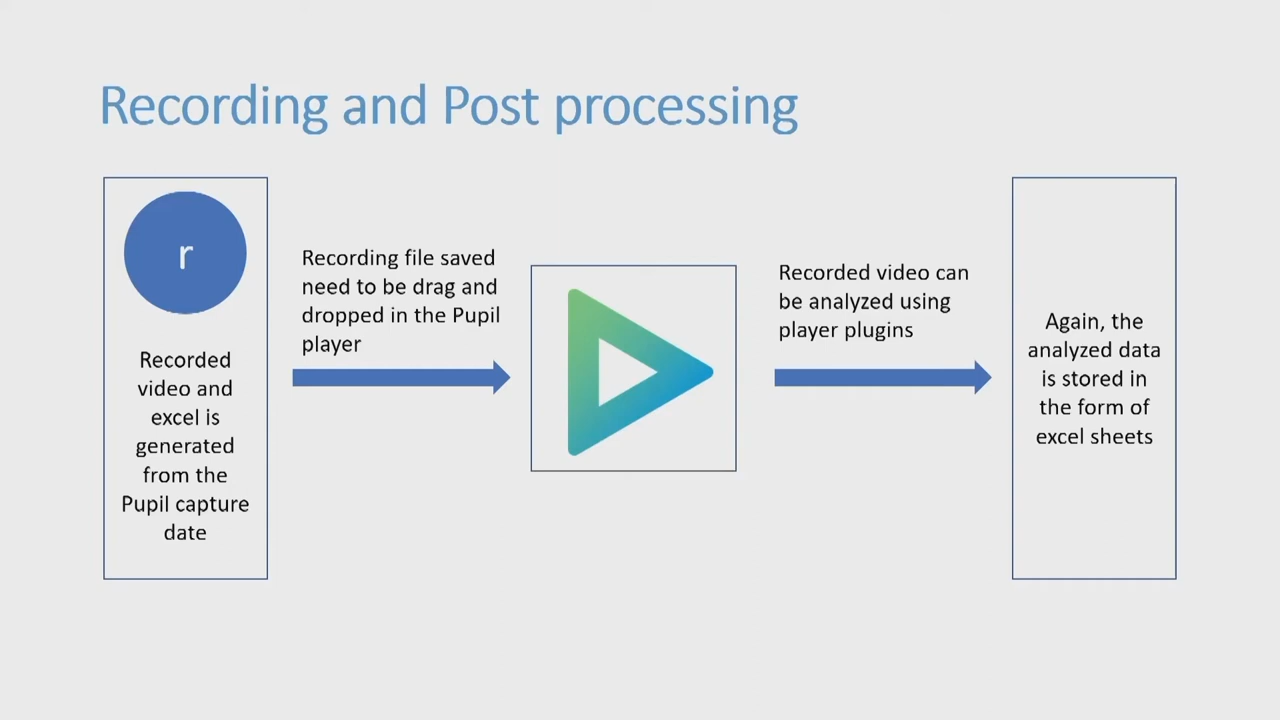 Recording and Post processing
r
Recorded
video and
excel is
generated
from the
Pupil capture
date
Recording file saved
need to be drag and
dropped in the Pupil
player
Recorded video can
be analyzed using
player plugins
Again, the
analyzed data
is stored in
the form of
excel sheets